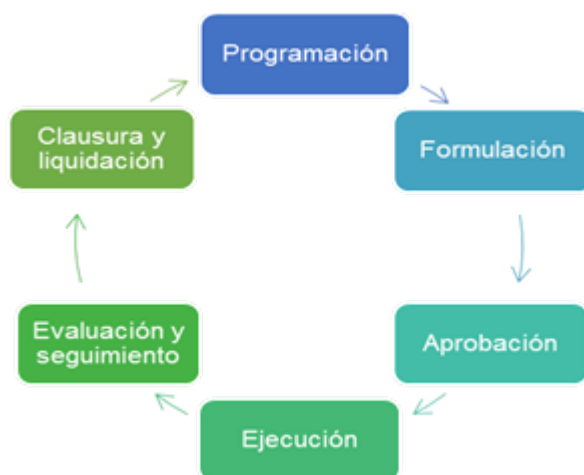 Programación
Formulación
Aprobación
Ejecución
Evaluación y
seguimiento
Clausura y
liquidación